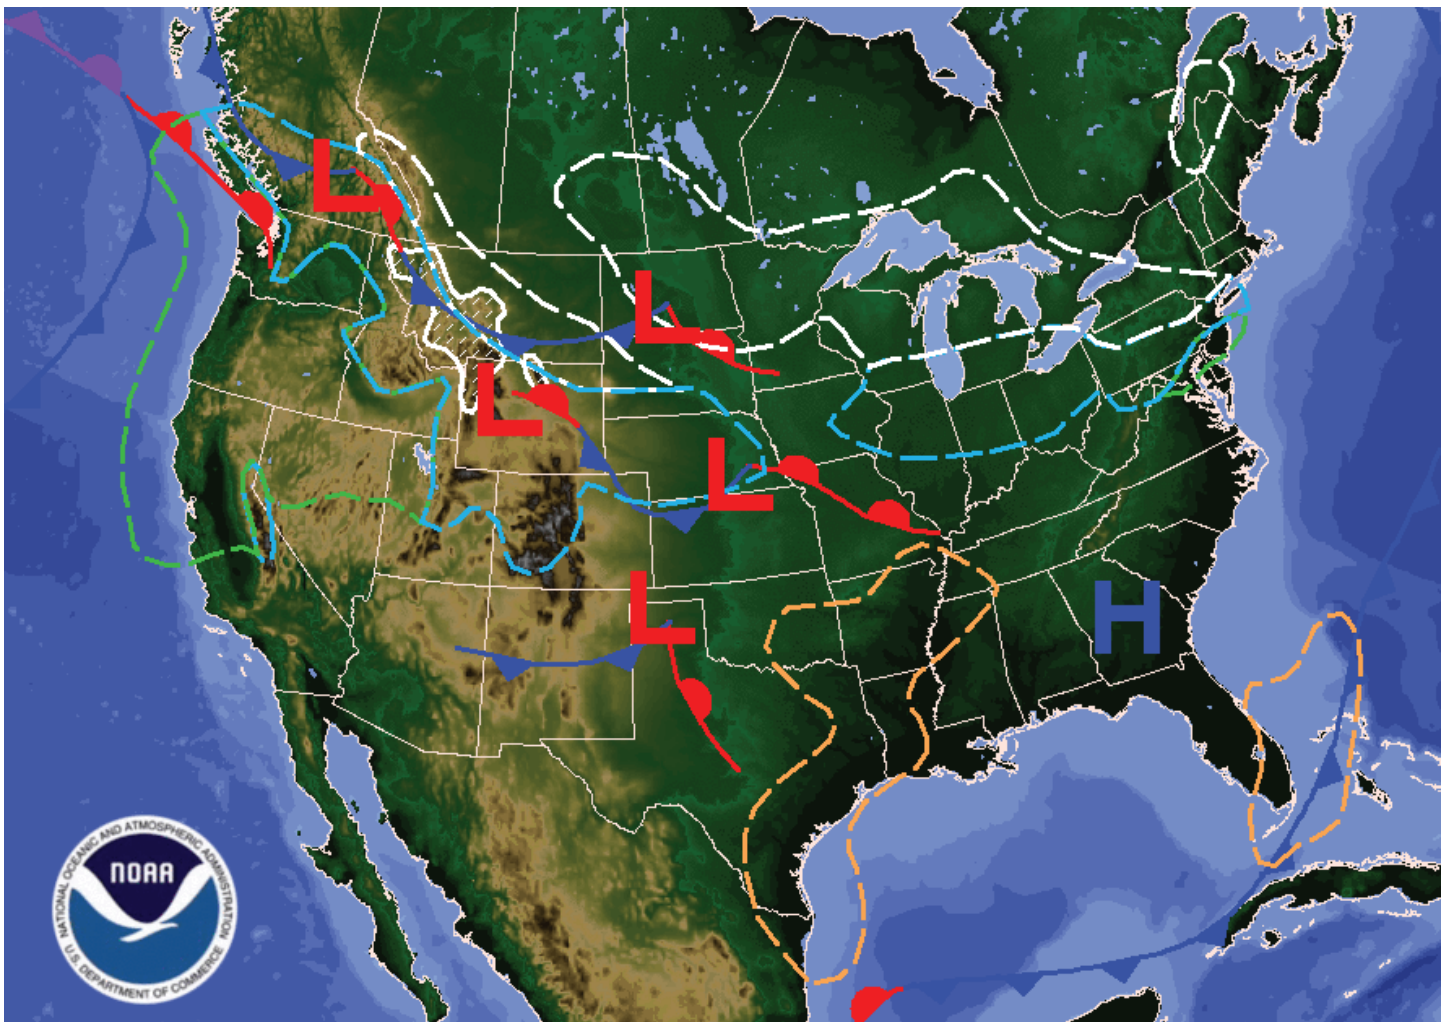 L
L
L
L
L
H
NOAA
NATIONAL OCEANIC AND ATMOSPHERIC ADMINISTRATION
U.S. DEPARTMENT OF COMMERCE